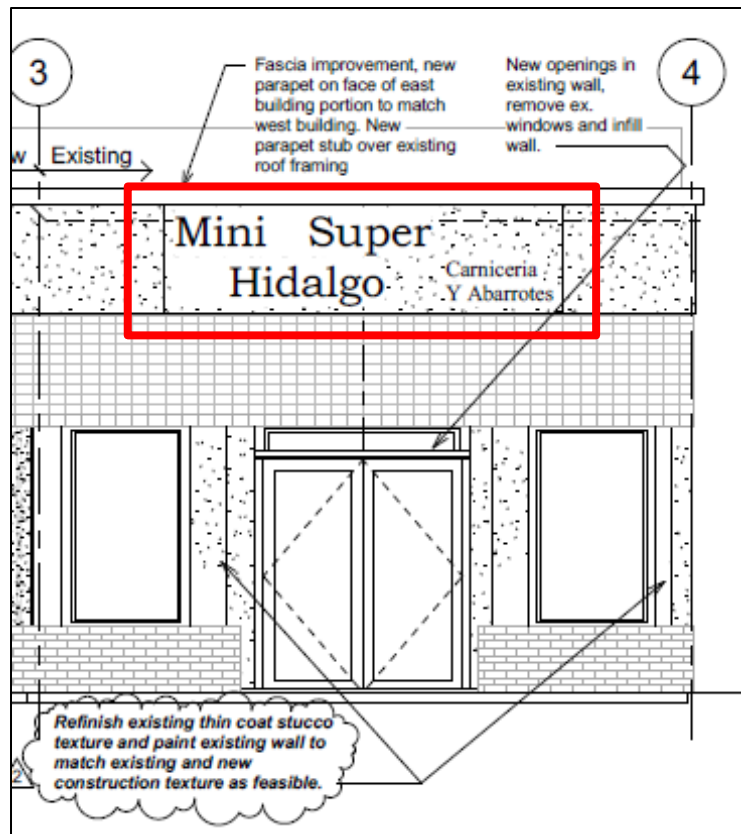 3
Fascia improvement, new
parapet on face of east
building portion to match
west building. New
parapet stub over existing
roof framing
New openings in
existing wall,
remove ex.
windows and infill
wall.
4
w Existing
Mini Super
Hidalgo
Carniceria
Y Abarrotes
Refinish existing thin coat stucco
texture and paint existing wall to
match existing and new
construction texture as feasible.
2